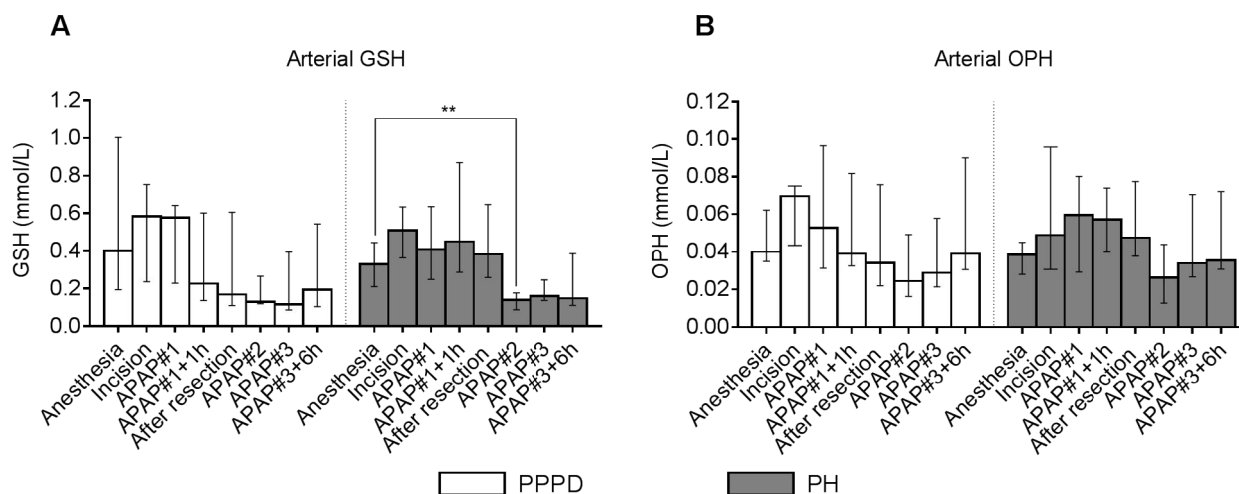 A
Arterial GSH
GSH (mmol/L)
1.2
1.0
0.8
0.6
0.4
0.2
0.0
**
Anesthesia
Incision
APAP#1
APAP#1+1h
After resection
APAP#2
APAP#3
APAP#3+6h
Anesthesia
Incision
APAP#1
APAP#1+1h
After resection
APAP#2
APAP#3
APAP#3+6h
B
Arterial OPH
OPH (mmol/L)
0.12
0.10
0.08
0.06
0.04
0.02
0.00
Anesthesia
Incision
APAP#1
APAP#1+1h
After resection
APAP#2
APAP#3
APAP#3+6h
Anesthesia
Incision
APAP#1
APAP#1+1h
After resection
APAP#2
APAP#3
APAP#3+6h
PPPD
PH